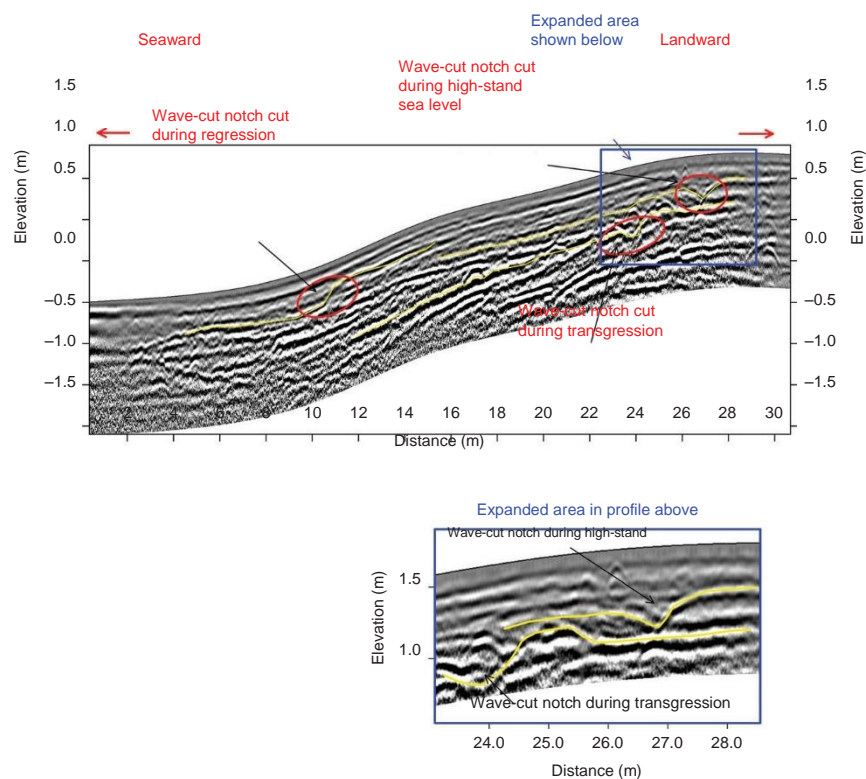 Seaward
Expanded area
shown below
Landward
Wave-cut notch cut
during high-stand
sea level
Wave-cut notch cut
during regression
1.5
1.0
0.5
0.0
–0.5
–1.0
–1.5
Elevation (m)
1.5
1.0
0.5
0.0
–0.5
–1.0
–1.5
Elevation (m)
Wave-cut notch cut
during transgression
2 4 6 8 10 12 14 16 18 20 22 24 26 28 30
Distance (m)
Expanded area in profile above
Wave-cut notch during high-stand
1.5
1.0
Elevation (m)
Wave-cut notch during transgression
24.0 25.0 26.0 27.0 28.0
Distance (m)